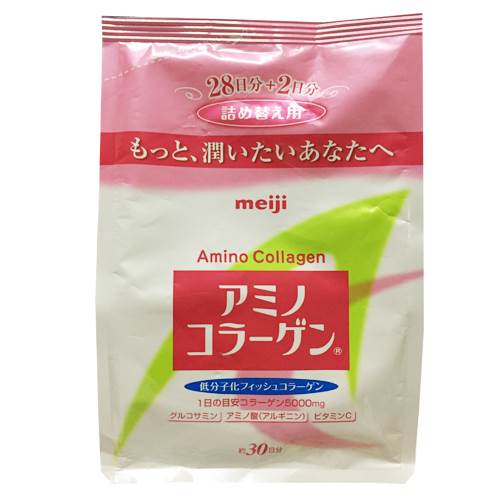 28日分+2日分
詰め替え用
もっと、潤いたいあなたへ
meiji
Amino Collagen
アミノ
コラーゲン®
低分子化フィッシュコラーゲン
1日の目安コラーゲン5000mg
グルコサミン アミノ酸(アルギニン) ビタミンC
約30日分